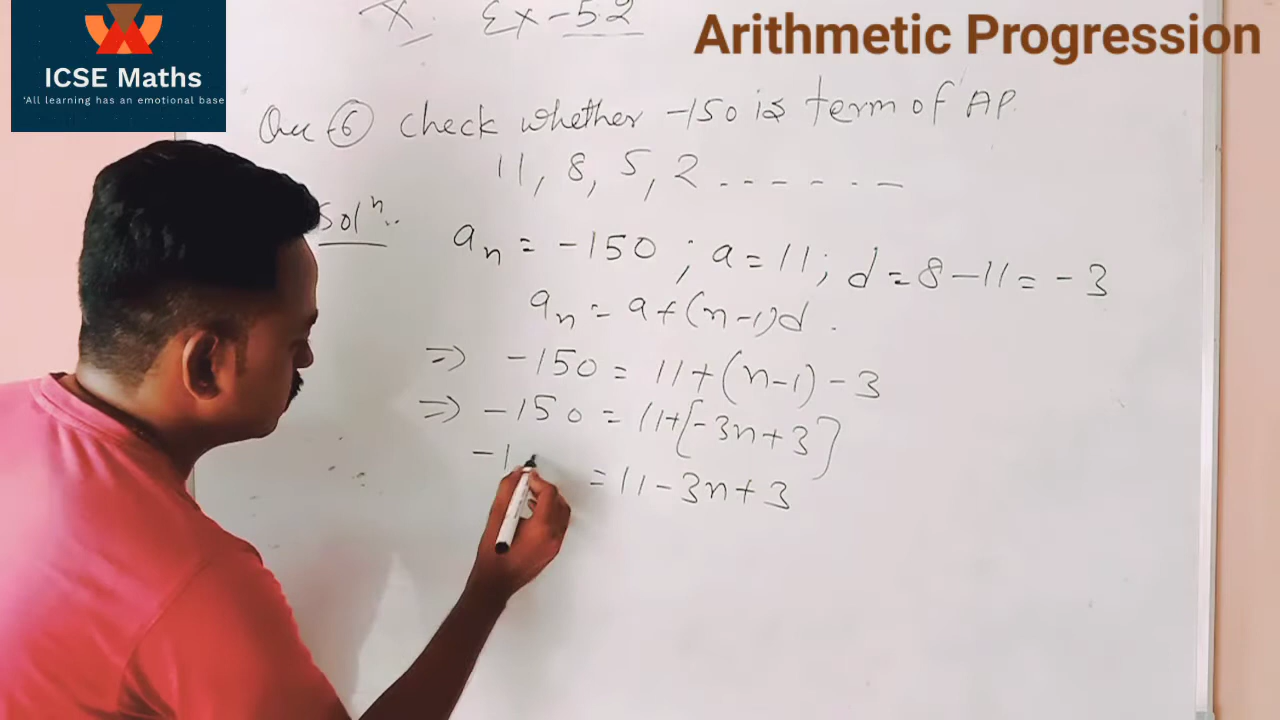 ICSE Maths
'All learning has an emotional base
Arithmetic Progression
X. Ex-5.2
Que-6 check whether -150 is term of AP.
11, 8, 5, 2 - - - - - -
Solⁿ..
aₙ = -150 ; a = 11 ; d = 8-11 = -3
aₙ = a+(n-1)d .
=> -150 = 11+(n-1)-3
=> -150 = 11+[-3n+3]
-1 = 11-3n+3